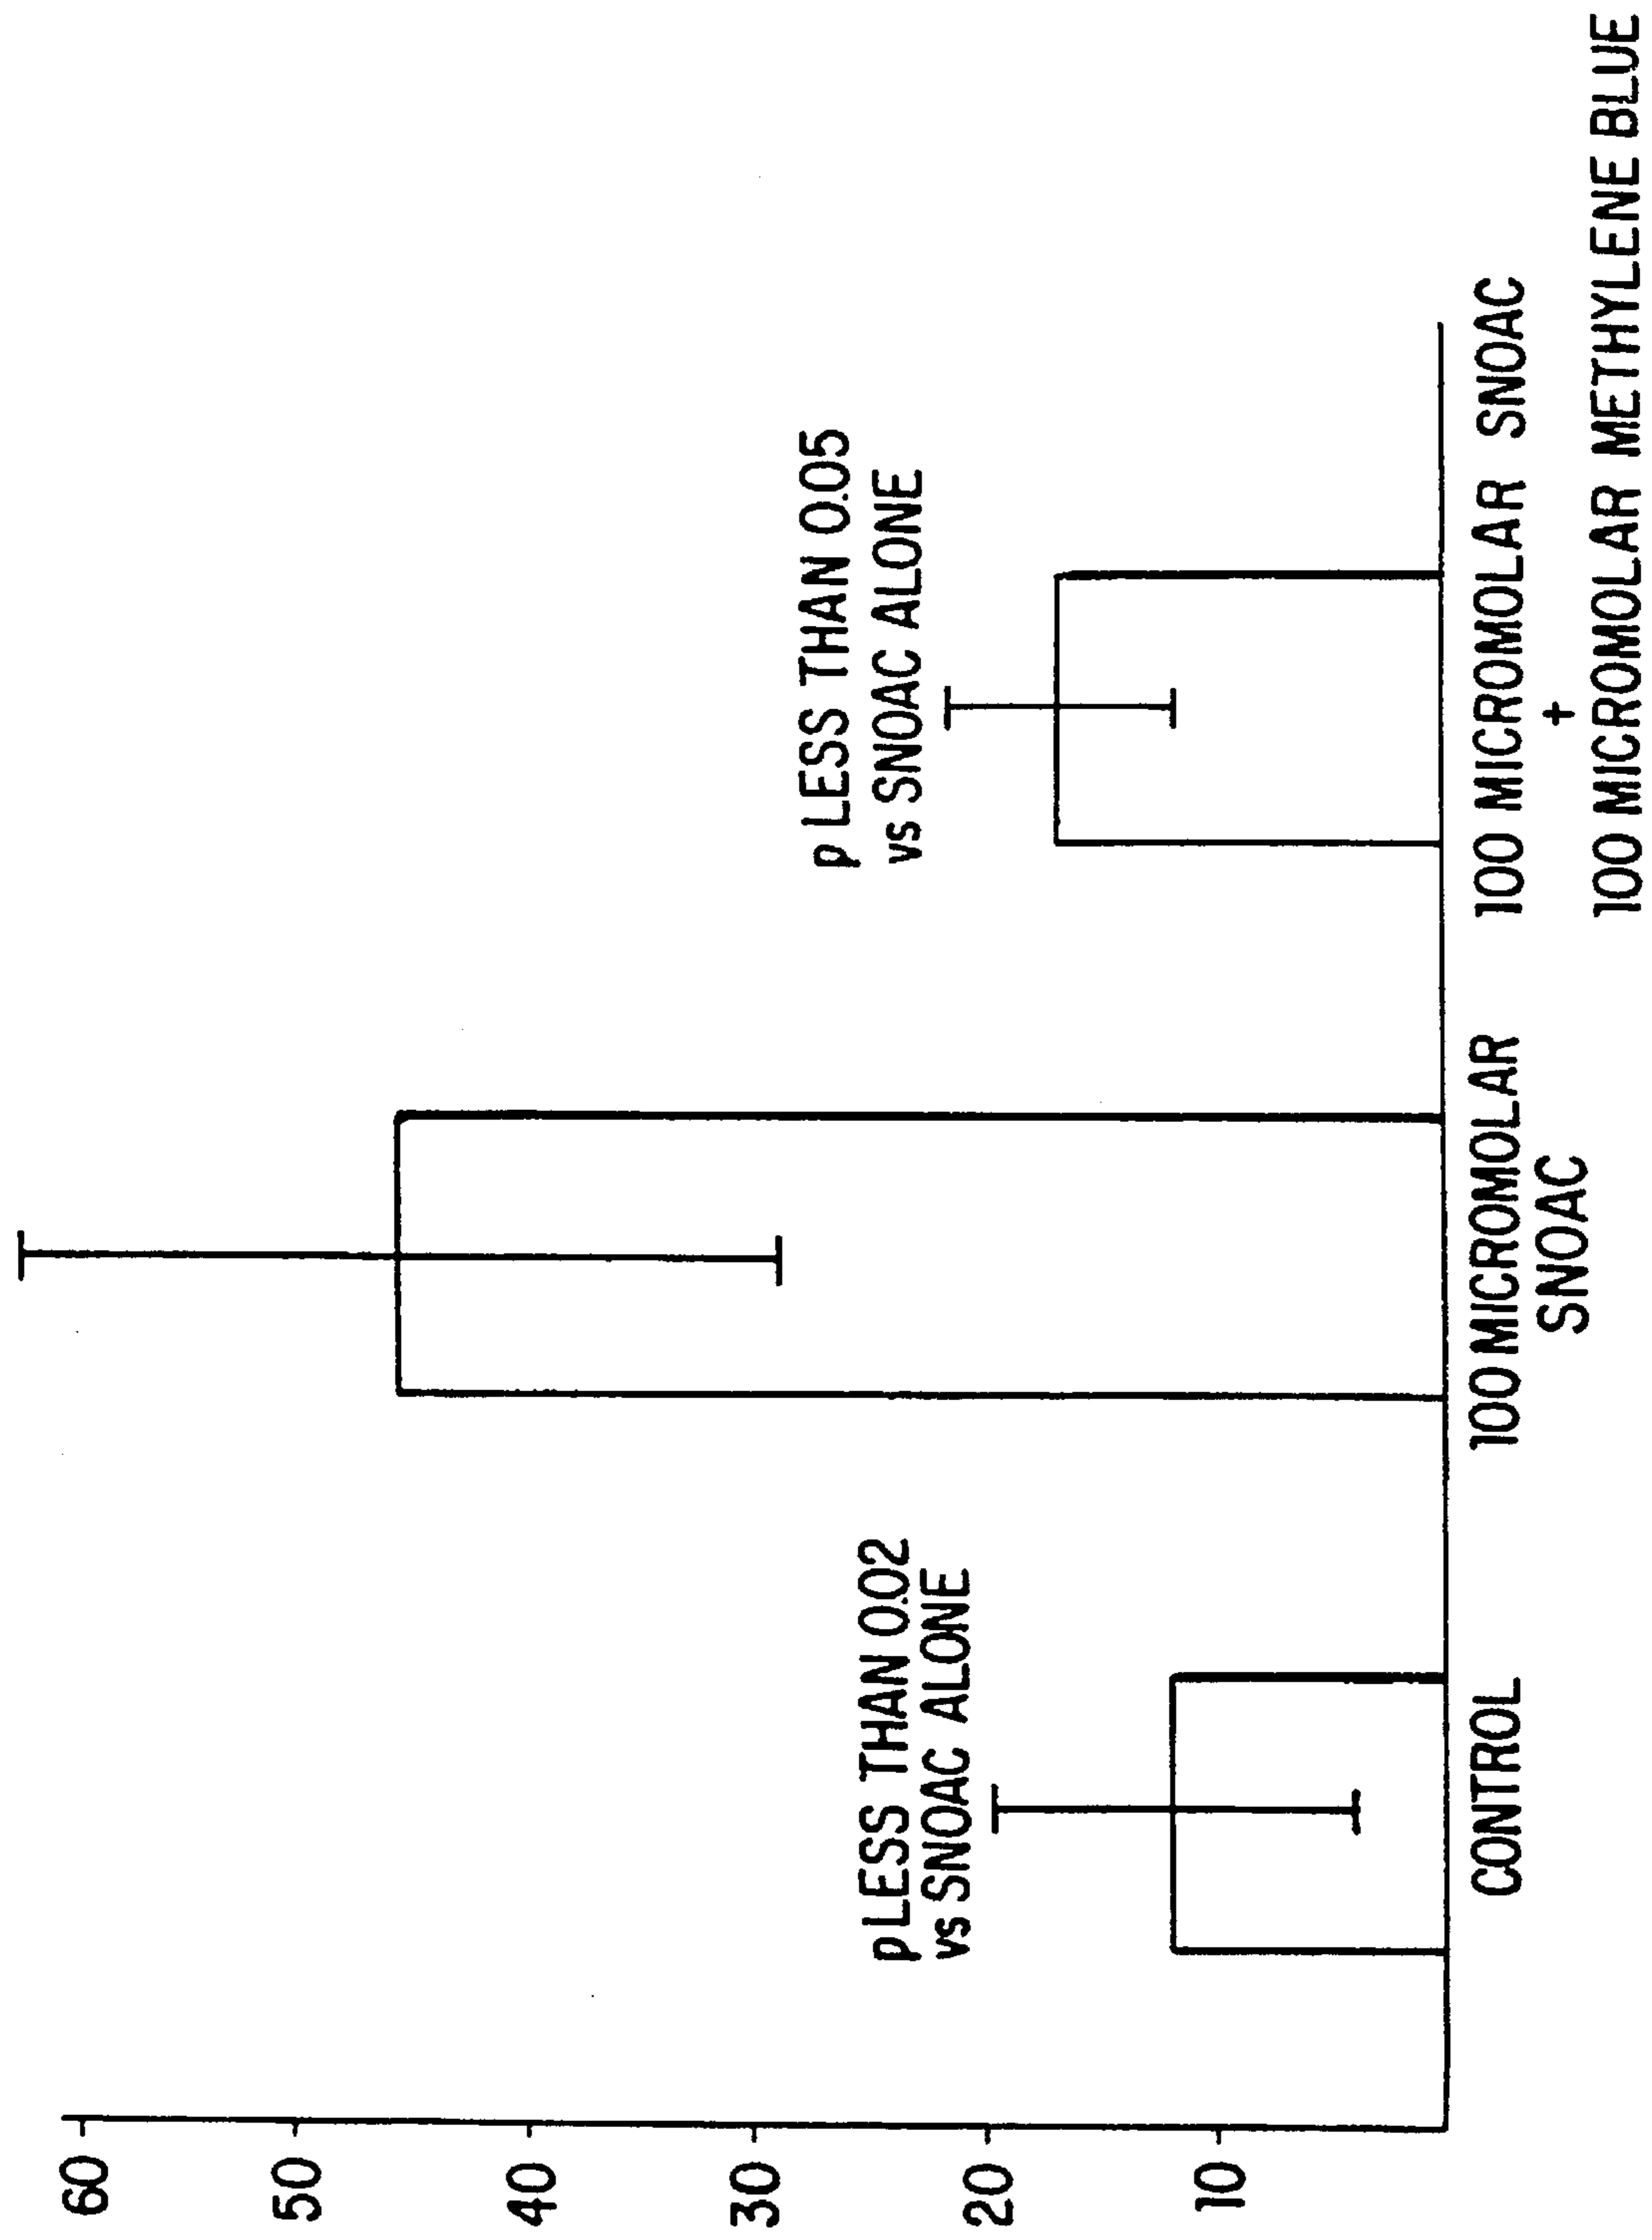 60
50
40
30
20
10
p LESS THAN 0.02
vs SNOAC ALONE
p LESS THAN 0.05
vs SNOAC ALONE
CONTROL
100 MICROMOLAR
SNOAC
100 MICROMOLAR SNOAC
+
100 MICROMOLAR METHYLENE BLUE